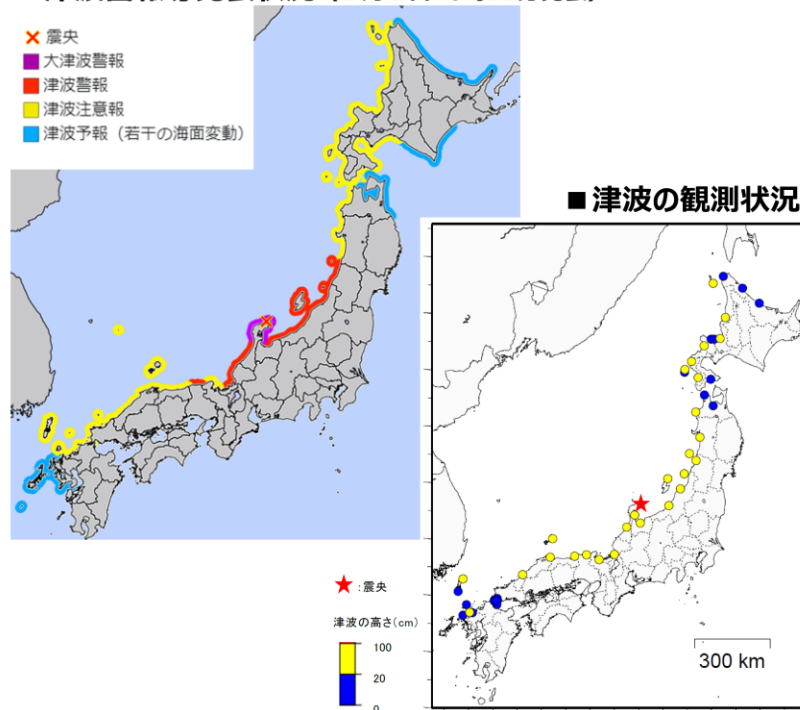 震央
大津波警報
津波警報
津波注意報
津波予報（若干の海面変動）
■津波の観測状況
：震央
津波の高さ(cm)
100
20
0
300 km